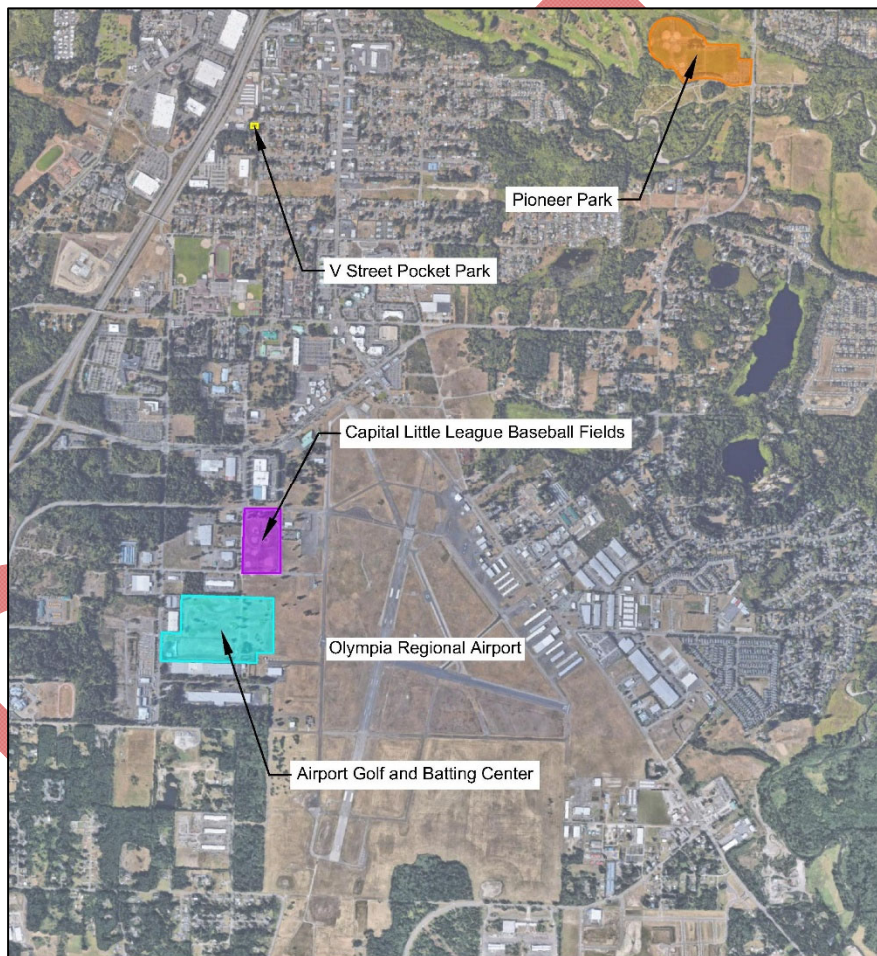 Pioneer Park
V Street Pocket Park
Capital Little League Baseball Fields
Olympia Regional Airport
Airport Golf and Batting Center